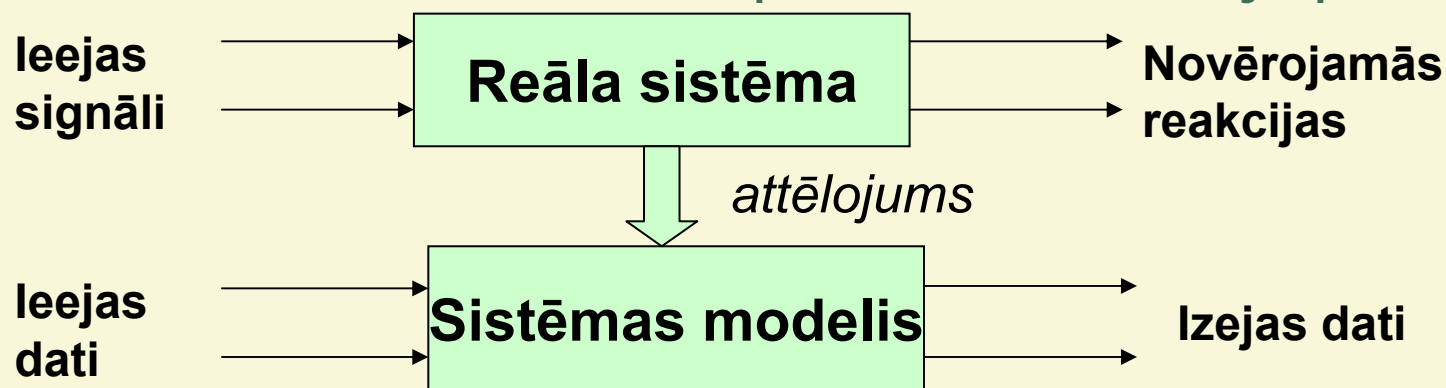 Ieejas
signāli
Reāla sistēma
Novērojamās
reakcijas
attēlojums
Ieejas
dati
Sistēmas modelis
Izejas dati